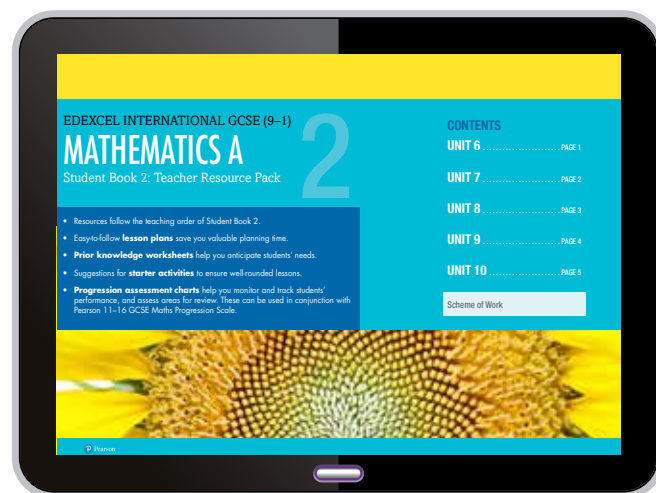 EDEXCEL INTERNATIONAL GCSE (9–1)
MATHEMATICS A
2
Student Book 2: Teacher Resource Pack
• Resources follow the teaching order of Student Book 2.
• Easy-to-follow lesson plans save you valuable planning time.
• Prior knowledge worksheets help you anticipate students' needs.
• Suggestions for starter activities to ensure well-rounded lessons.
• Progression assessment charts help you monitor and track students'
performance, and assess areas for review. These can be used in conjunction with
Pearson 11–16 GCSE Maths Progression Scale.
CONTENTS
UNIT 6 ........................ PAGE 1
UNIT 7 ........................ PAGE 2
UNIT 8 ........................ PAGE 3
UNIT 9 ........................ PAGE 4
UNIT 10 ...................... PAGE 5
Scheme of Work
Pearson